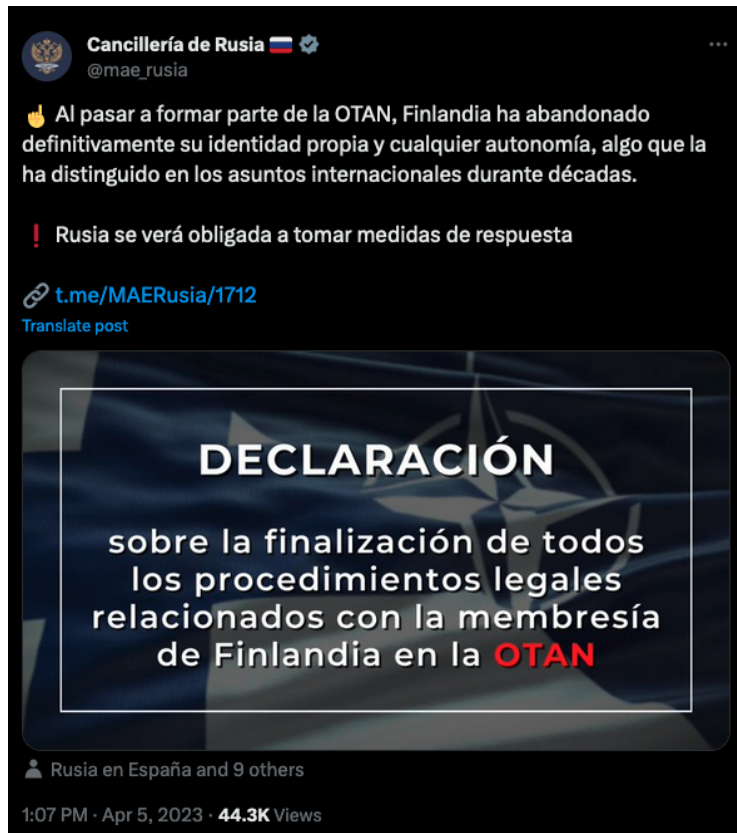 Cancillería de Rusia 🇷🇺
@mae_rusia
☝️ Al pasar a formar parte de la OTAN, Finlandia ha abandonado
definitivamente su identidad propia y cualquier autonomía, algo que la
ha distinguido en los asuntos internacionales durante décadas.
❗ Rusia se verá obligada a tomar medidas de respuesta
🔗 t.me/MAERusia/1712
Translate post
DECLARACIÓN
sobre la finalización de todos
los procedimientos legales
relacionados con la membresía
de Finlandia en la OTAN
Rusia en España and 9 others
1:07 PM · Apr 5, 2023 · 44.3K Views